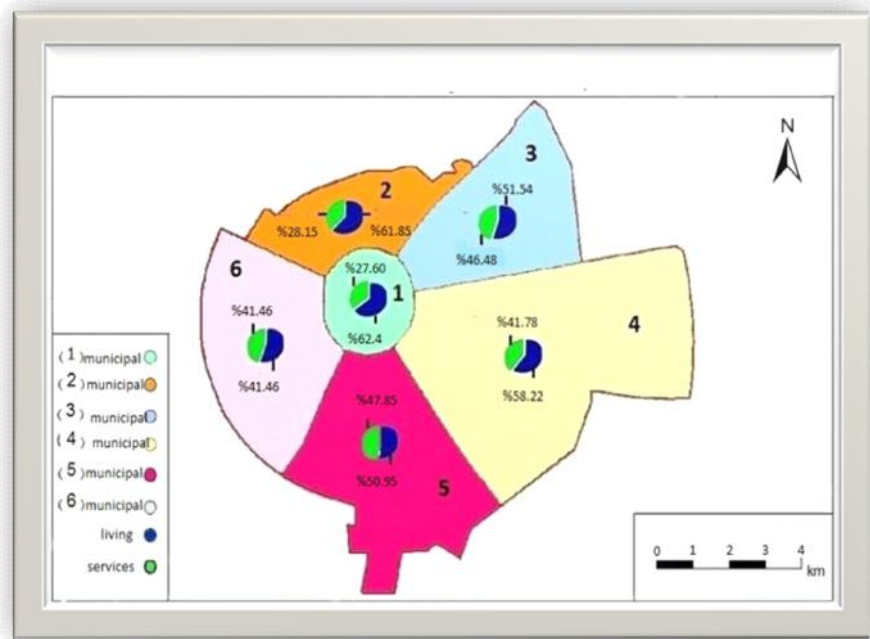 N
3
%51.54
2
%28.15
%61.85
%46.48
6
%27.60
1
%41.46
%62.4
%41.78
4
%41.46
%58.22
%47.85
%50.95
5
(1)municipal
(2)municipal
(3) municipal
(4) municipal
(5)municipal
(6)municipal
living
services
0 1 2 3 4
km